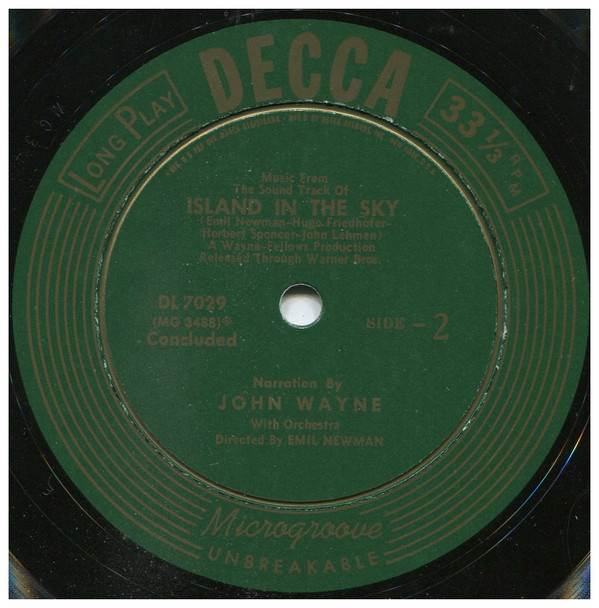 DECCA
LONG PLAY
33 1/3 RPM
Music From
The Sound Track Of
ISLAND IN THE SKY
(Emil Newman-Hugo Friedhofer-
Herbert Spencer-John Lehmen)
A Wayne-Fellows Production
Released Through Warner Bros.
DL 7029
(MG 3488)*
Concluded
SIDE - 2
Narration By
JOHN WAYNE
With Orchestra
Directed By EMIL NEWMAN
Microgroove
UNBREAKABLE